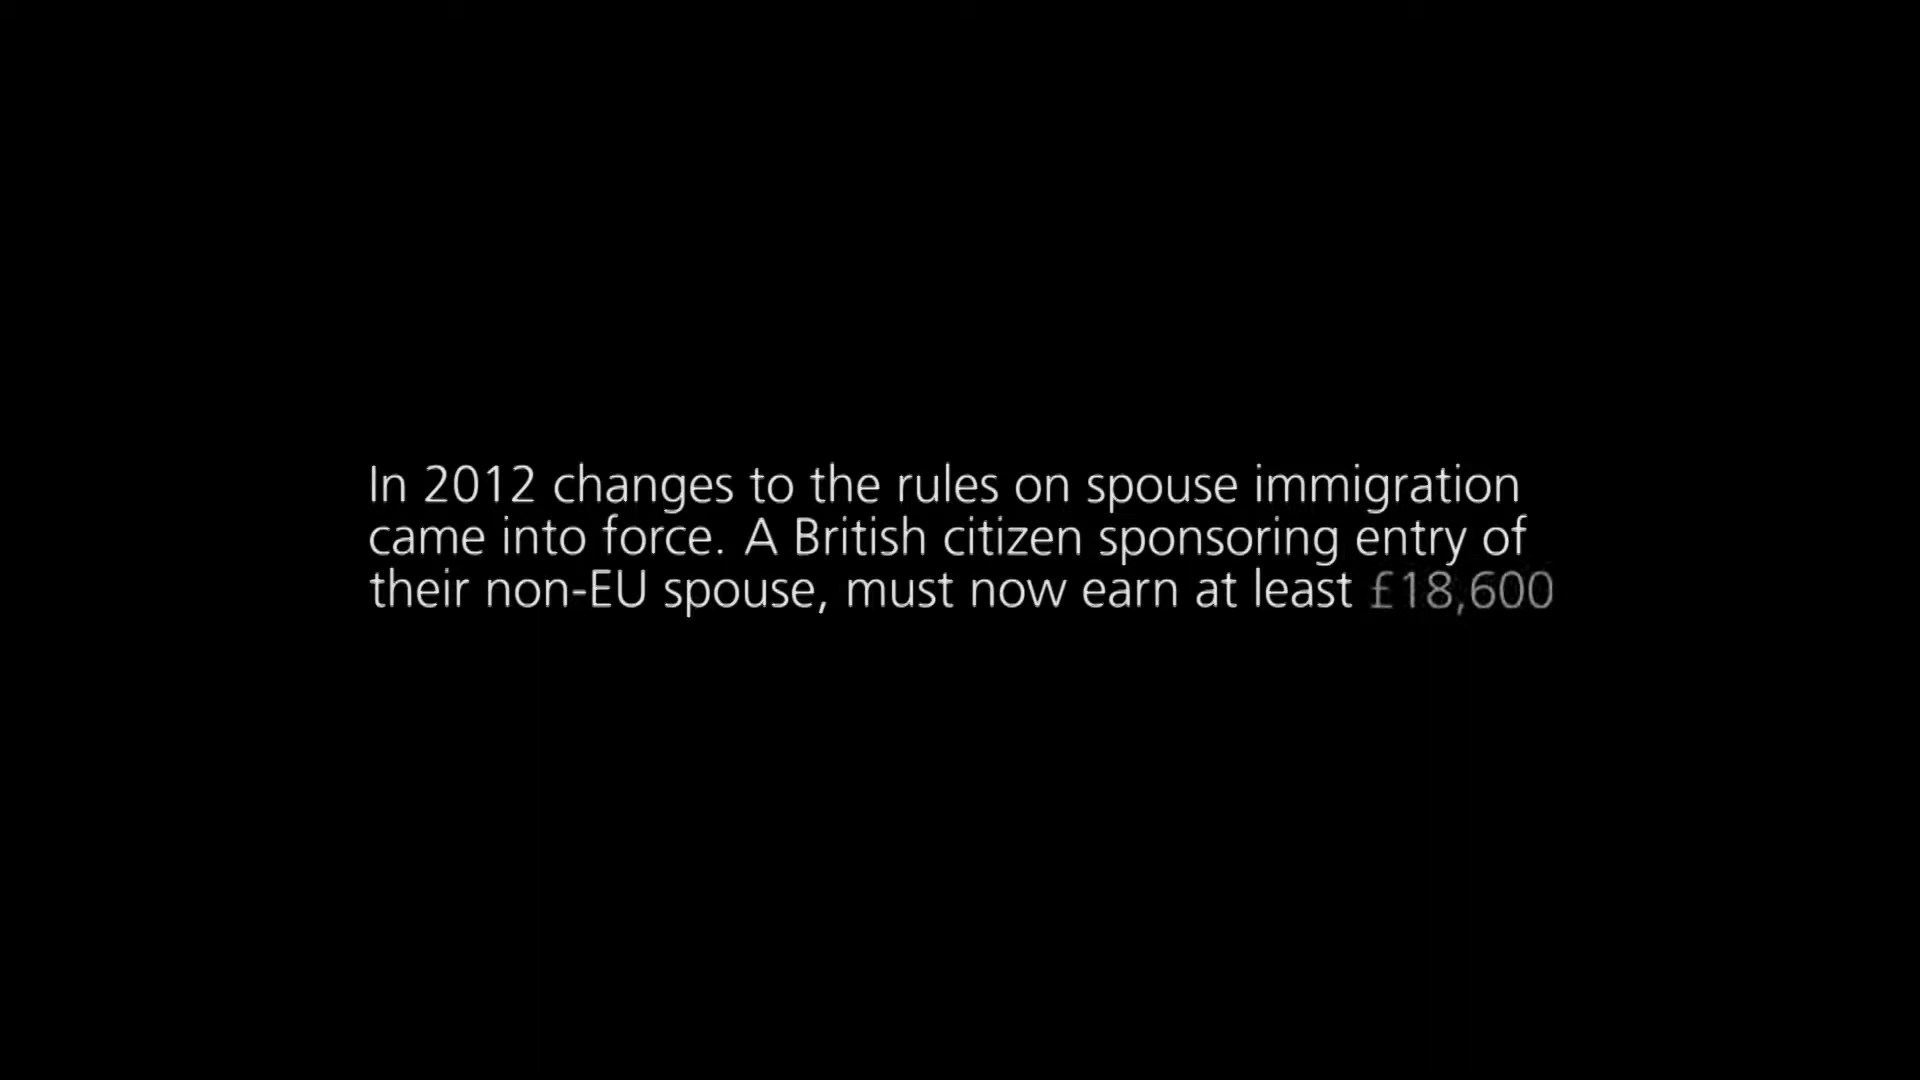 In 2012 changes to the rules on spouse immigration
came into force. A British citizen sponsoring entry of
their non-EU spouse, must now earn at least £18,600